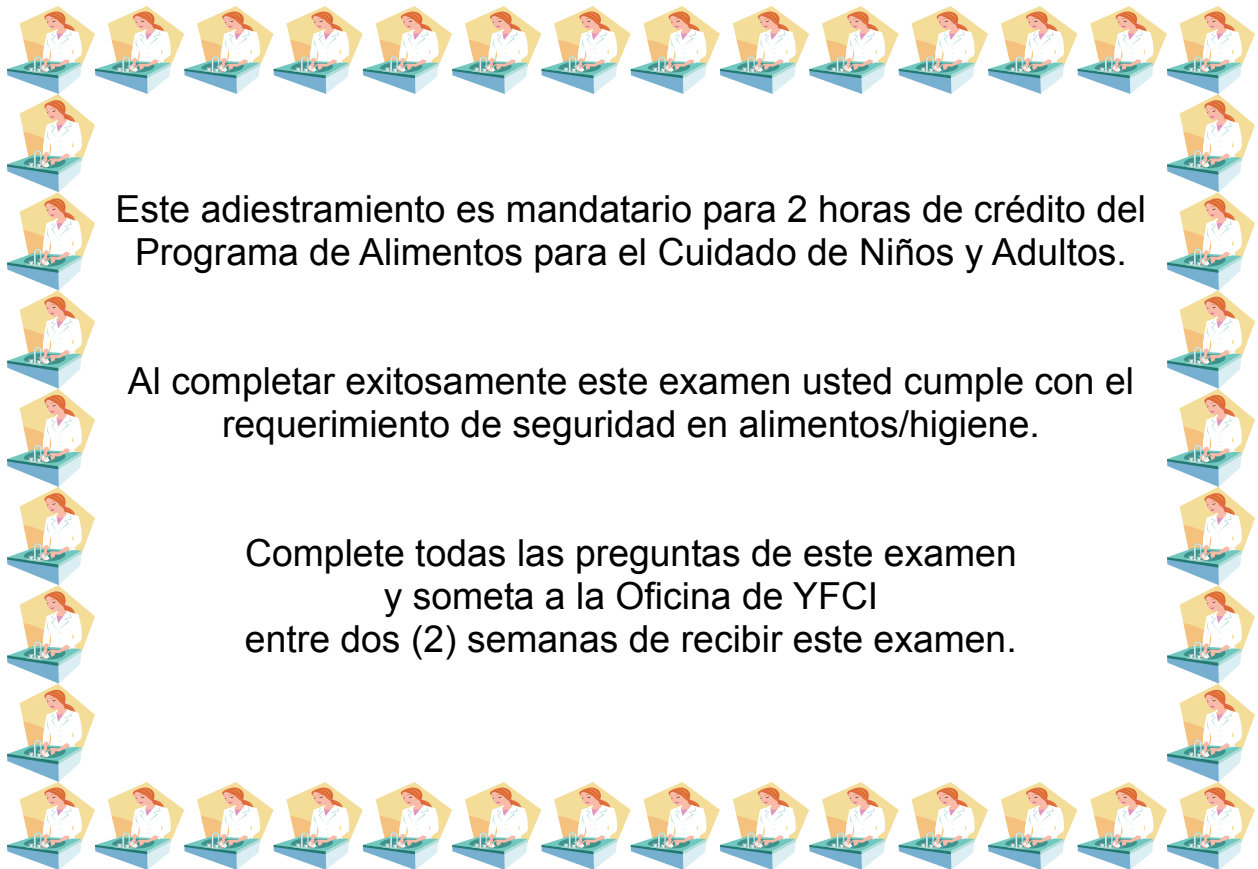 Este adiestramiento es mandatario para 2 horas de crédito del
Programa de Alimentos para el Cuidado de Niños y Adultos.
Al completar exitosamente este examen usted cumple con el
requerimiento de seguridad en alimentos/higiene.
Complete todas las preguntas de este examen
y someta a la Oficina de YFCI
entre dos (2) semanas de recibir este examen.